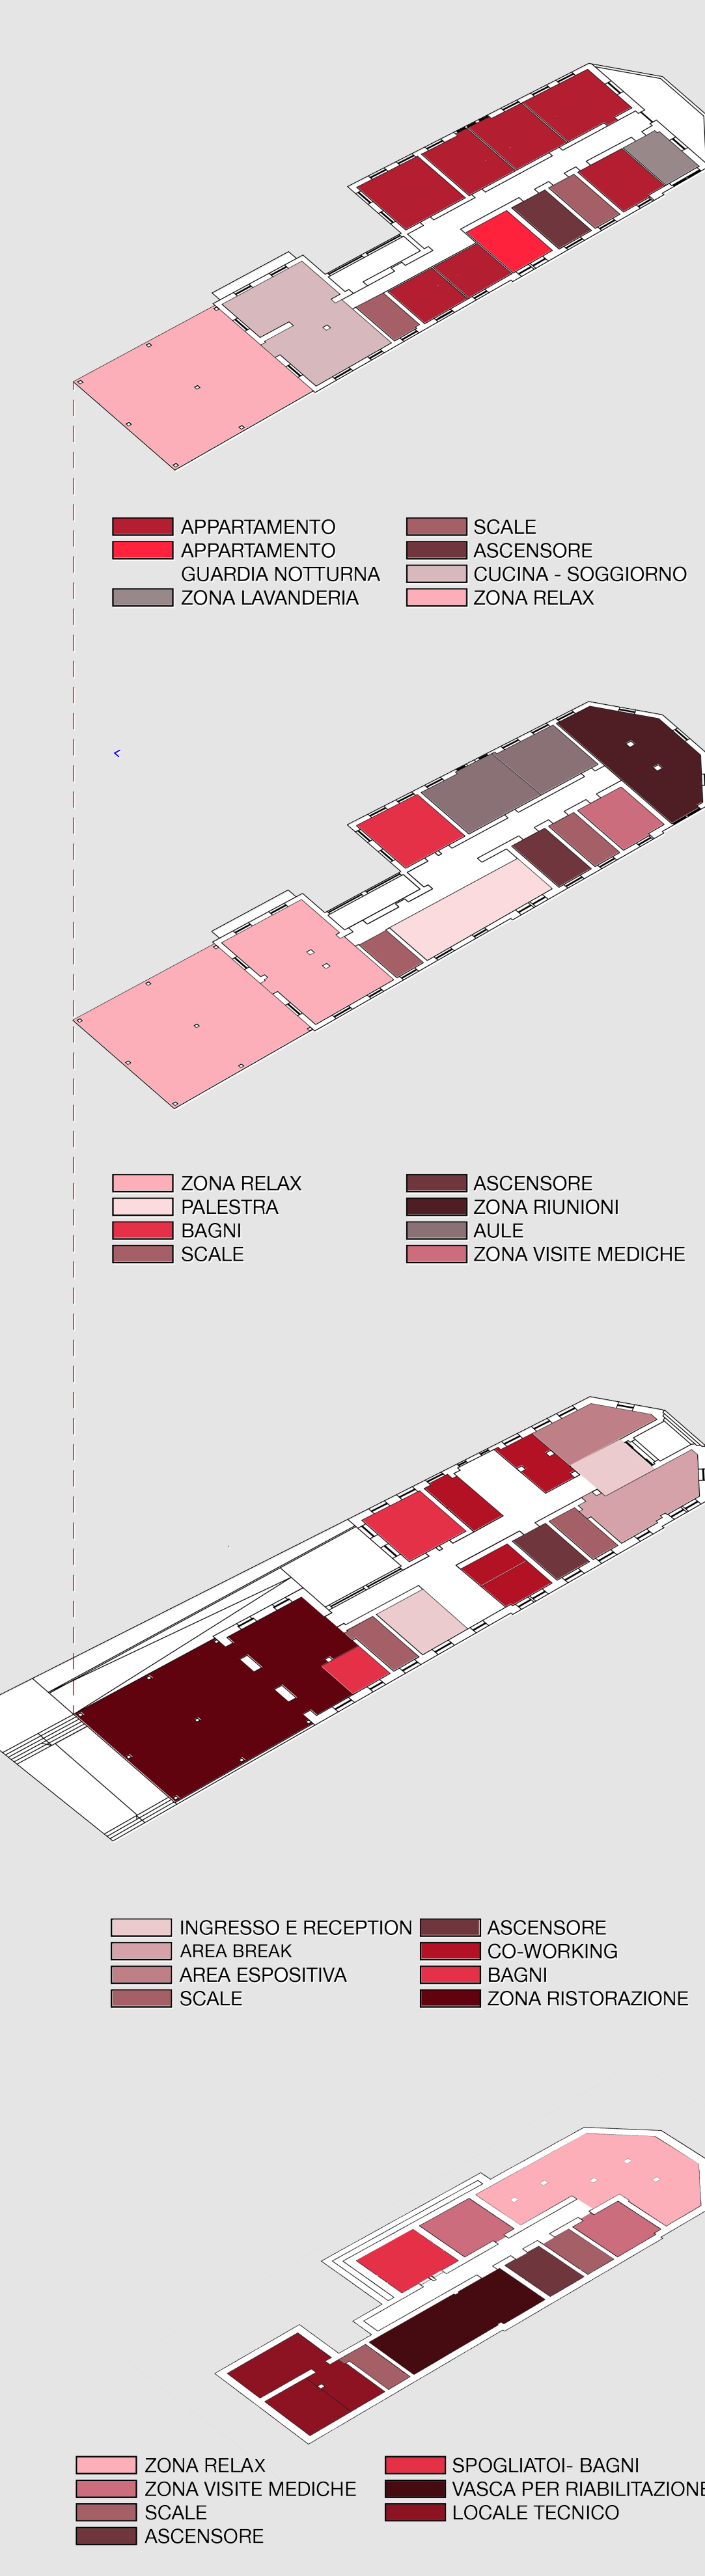 APPARTAMENTO
APPARTAMENTO
GUARDIA NOTTURNA
ZONA LAVANDERIA
SCALE
ASCENSORE
CUCINA - SOGGIORNO
ZONA RELAX
ZONA RELAX
PALESTRA
BAGNI
SCALE
ASCENSORE
ZONA RIUNIONI
AULE
ZONA VISITE MEDICHE
INGRESSO E RECEPTION
AREA BREAK
AREA ESPOSITIVA
SCALE
ASCENSORE
CO-WORKING
BAGNI
ZONA RISTORAZIONE
ZONA RELAX
ZONA VISITE MEDICHE
SCALE
ASCENSORE
SPOGLIATOI- BAGNI
VASCA PER RIABILITAZIONE
LOCALE TECNICO